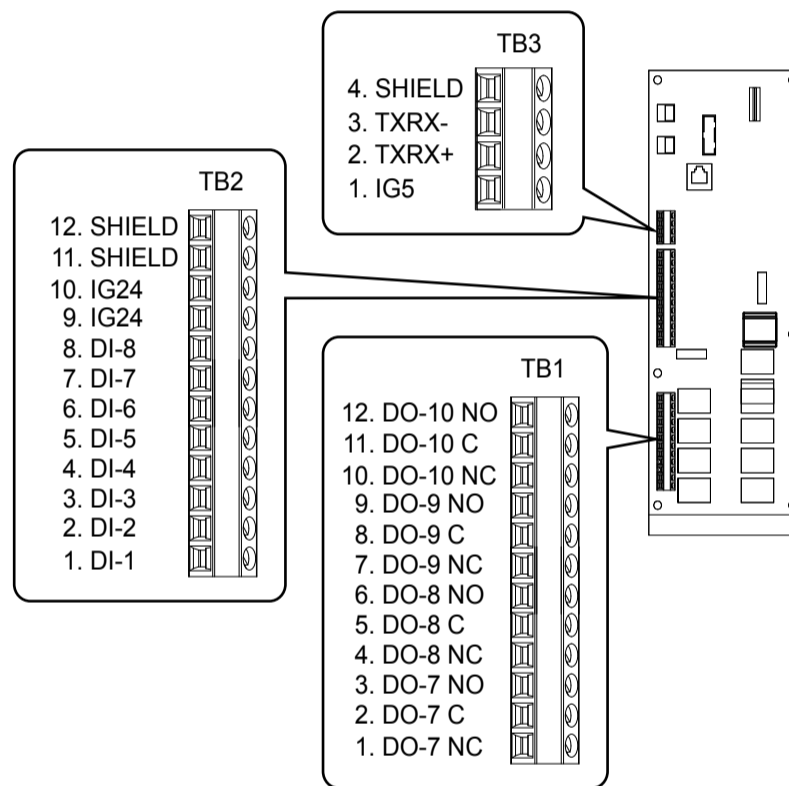 TB3
4. SHIELD
3. TXRX-
2. TXRX+
1. IG5
TB2
12. SHIELD
11. SHIELD
10. IG24
9. IG24
8. DI-8
7. DI-7
6. DI-6
5. DI-5
4. DI-4
3. DI-3
2. DI-2
1. DI-1
TB1
12. DO-10 NO
11. DO-10 C
10. DO-10 NC
9. DO-9 NO
8. DO-9 C
7. DO-9 NC
6. DO-8 NO
5. DO-8 C
4. DO-8 NC
3. DO-7 NO
2. DO-7 C
1. DO-7 NC